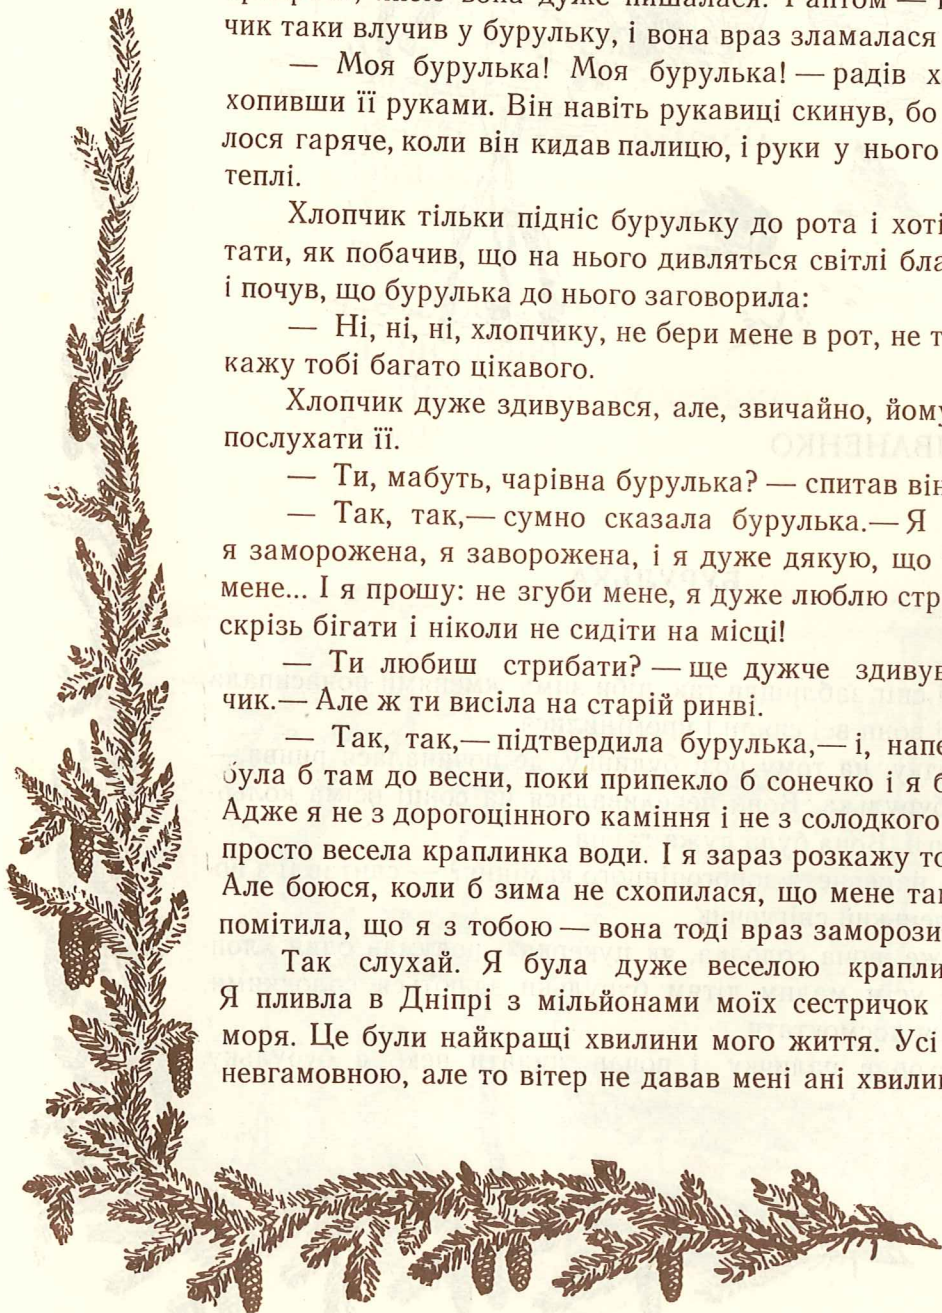 вона дуже пишалася.
чик таки влучив у бурульку, і вона враз зламалася
— Моя бурулька! Моя бурулька! — радів х
хопивши її руками. Він навіть рукавиці скинув, бо
лося гаряче, коли він кидав палицю, і руки у нього
теплі.
Хлопчик тільки підніс бурульку до рота і хоті
тати, як побачив, що на нього дивляться світлі бла
і почув, що бурулька до нього заговорила:
— Ні, ні, ні, хлопчику, не бери мене в рот, не т
кажу тобі багато цікавого.
Хлопчик дуже здивувався, але, звичайно, йому
послухати її.
— Ти, мабуть, чарівна бурулька? — спитав він
— Так, так,— сумно сказала бурулька.— Я
я заморожена, я заворожена, і я дуже дякую, що
мене... І я прошу: не згуби мене, я дуже люблю стр
скрізь бігати і ніколи не сидіти на місці!
— Ти любиш стрибати? — ще дужче здивув
чик.— Але ж ти висіла на старій ринві.
— Так, так,— підтвердила бурулька,— і, напе
була б там до весни, поки припекло б сонечко і я б
Адже я не з дорогоцінного каміння і не з солодкого
просто весела краплинка води. І я зараз розкажу то
Але боюся, коли б зима не схопилася, що мене та
помітила, що я з тобою — вона тоді враз заморози
Так слухай. Я була дуже веселою крапли
Я пливла в Дніпрі з мільйонами моїх сестричок
моря. Це були найкращі хвилини мого життя. Усі
невгамовною, але то вітер не давав мені ані хвили